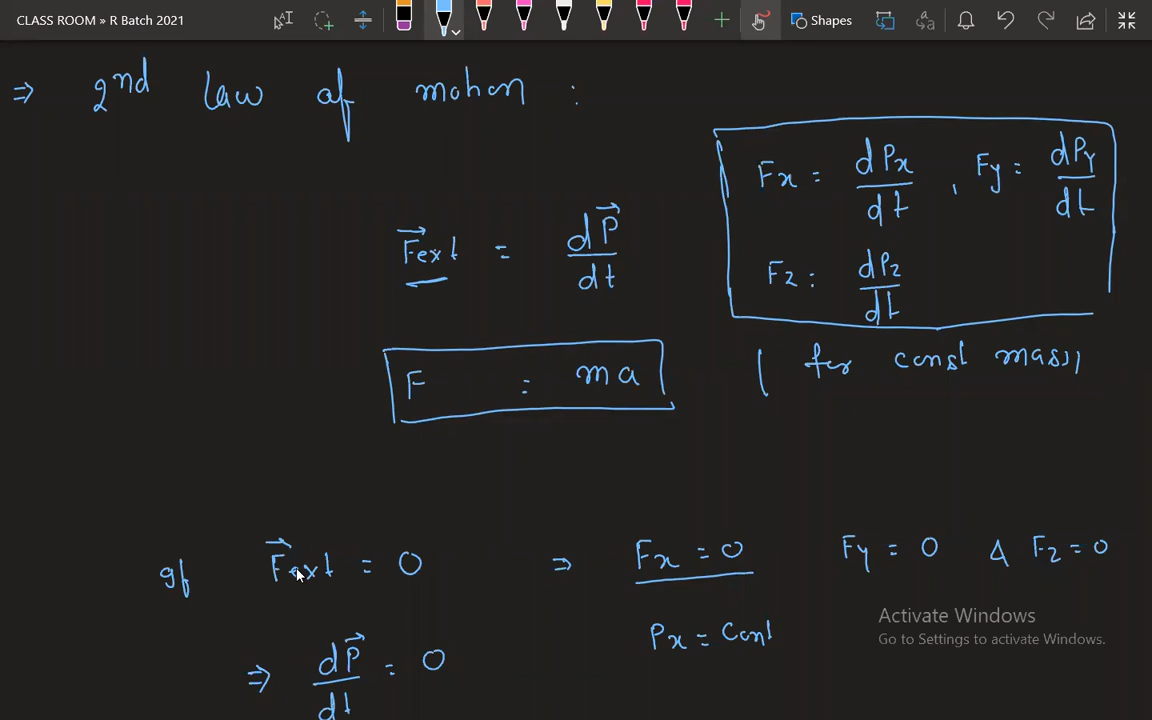 CLASS ROOM » R Batch 2021
Shapes
⇒ 2nd law of motion :
Fx = dPx/dt , Fy = dPy/dt
F⃗ext = dP⃗/dt
Fz = dPz/dt
F = ma
( for const mass)
If F⃗ext = 0 ⇒ Fx = 0 Fy = 0 & Fz = 0
Activate Windows
Go to Settings to activate Windows.
Px = Const
⇒ dP⃗/dt = 0